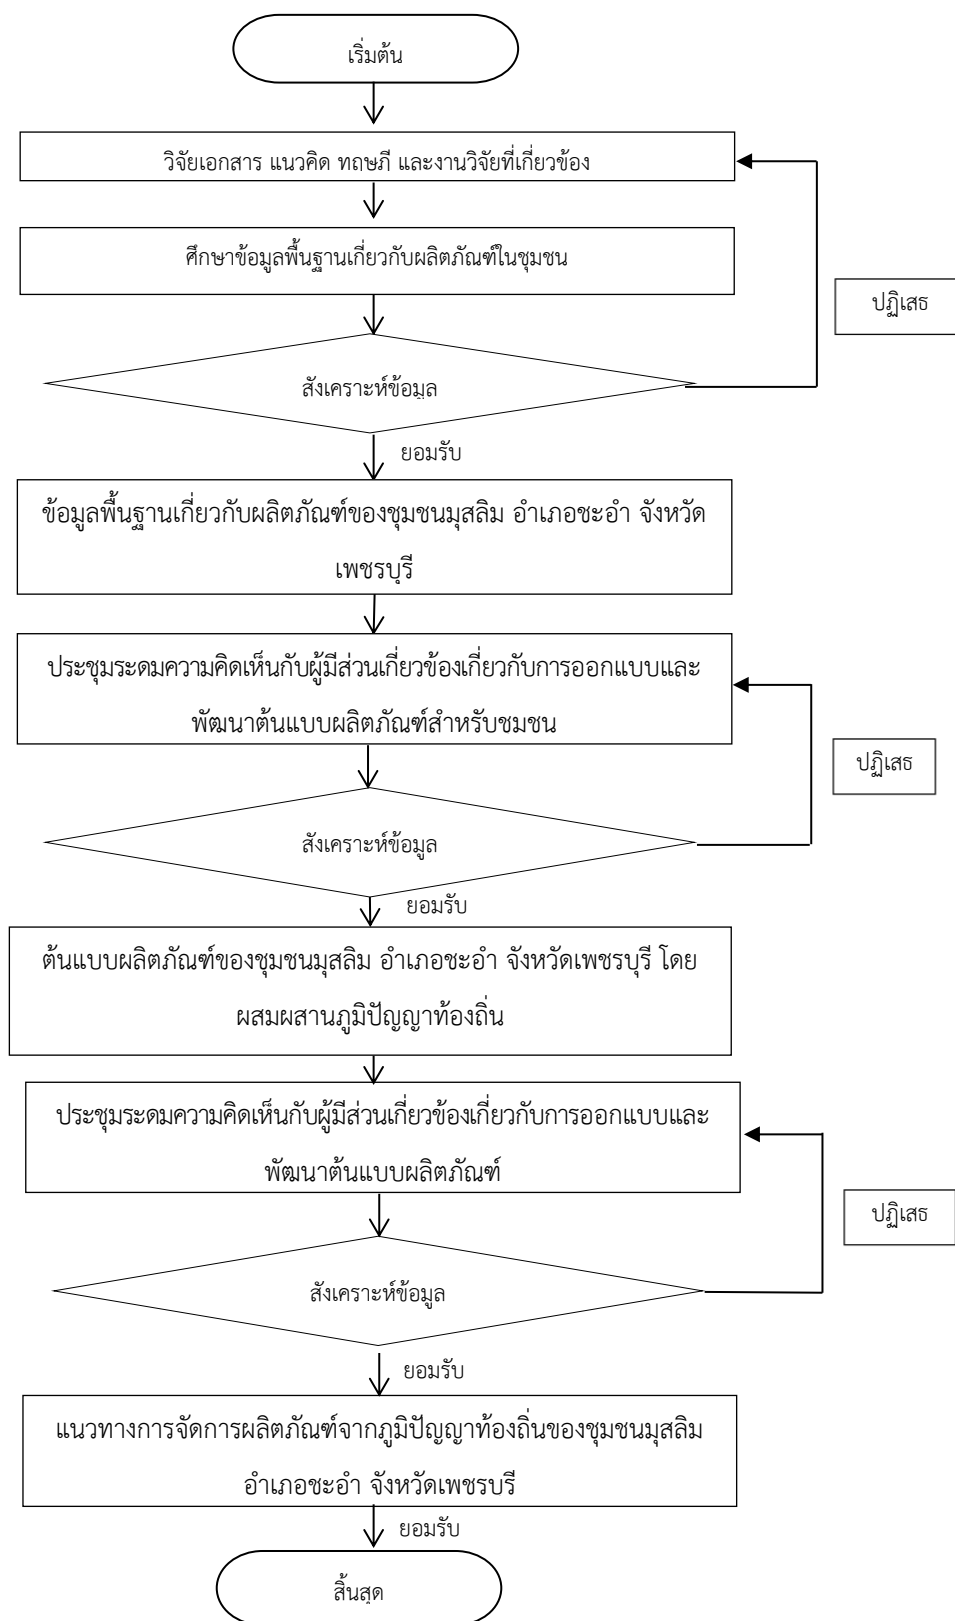 เริ่มต้น
วิจัยเอกสาร แนวคิด ทฤษฎี และงานวิจัยที่เกี่ยวข้อง
ศึกษาข้อมูลพื้นฐานเกี่ยวกับผลิตภัณฑ์ในชุมชน
ปฏิเสธ
สังเคราะห์ข้อมูล
ยอมรับ
ข้อมูลพื้นฐานเกี่ยวกับผลิตภัณฑ์ของชุมชนมุสลิม อำเภอชะอำ จังหวัด
เพชรบุรี
ประชุมระดมความคิดเห็นกับผู้มีส่วนเกี่ยวข้องเกี่ยวกับการออกแบบและ
พัฒนาต้นแบบผลิตภัณฑ์สำหรับชุมชน
ปฏิเสธ
สังเคราะห์ข้อมูล
ยอมรับ
ต้นแบบผลิตภัณฑ์ของชุมชนมุสลิม อำเภอชะอำ จังหวัดเพชรบุรี โดย
ผสมผสานภูมิปัญญาท้องถิ่น
ประชุมระดมความคิดเห็นกับผู้มีส่วนเกี่ยวข้องเกี่ยวกับการออกแบบและ
พัฒนาต้นแบบผลิตภัณฑ์
ปฏิเสธ
สังเคราะห์ข้อมูล
ยอมรับ
แนวทางการจัดการผลิตภัณฑ์จากภูมิปัญญาท้องถิ่นของชุมชนมุสลิม
อำเภอชะอำ จังหวัดเพชรบุรี
ยอมรับ
สิ้นสุด